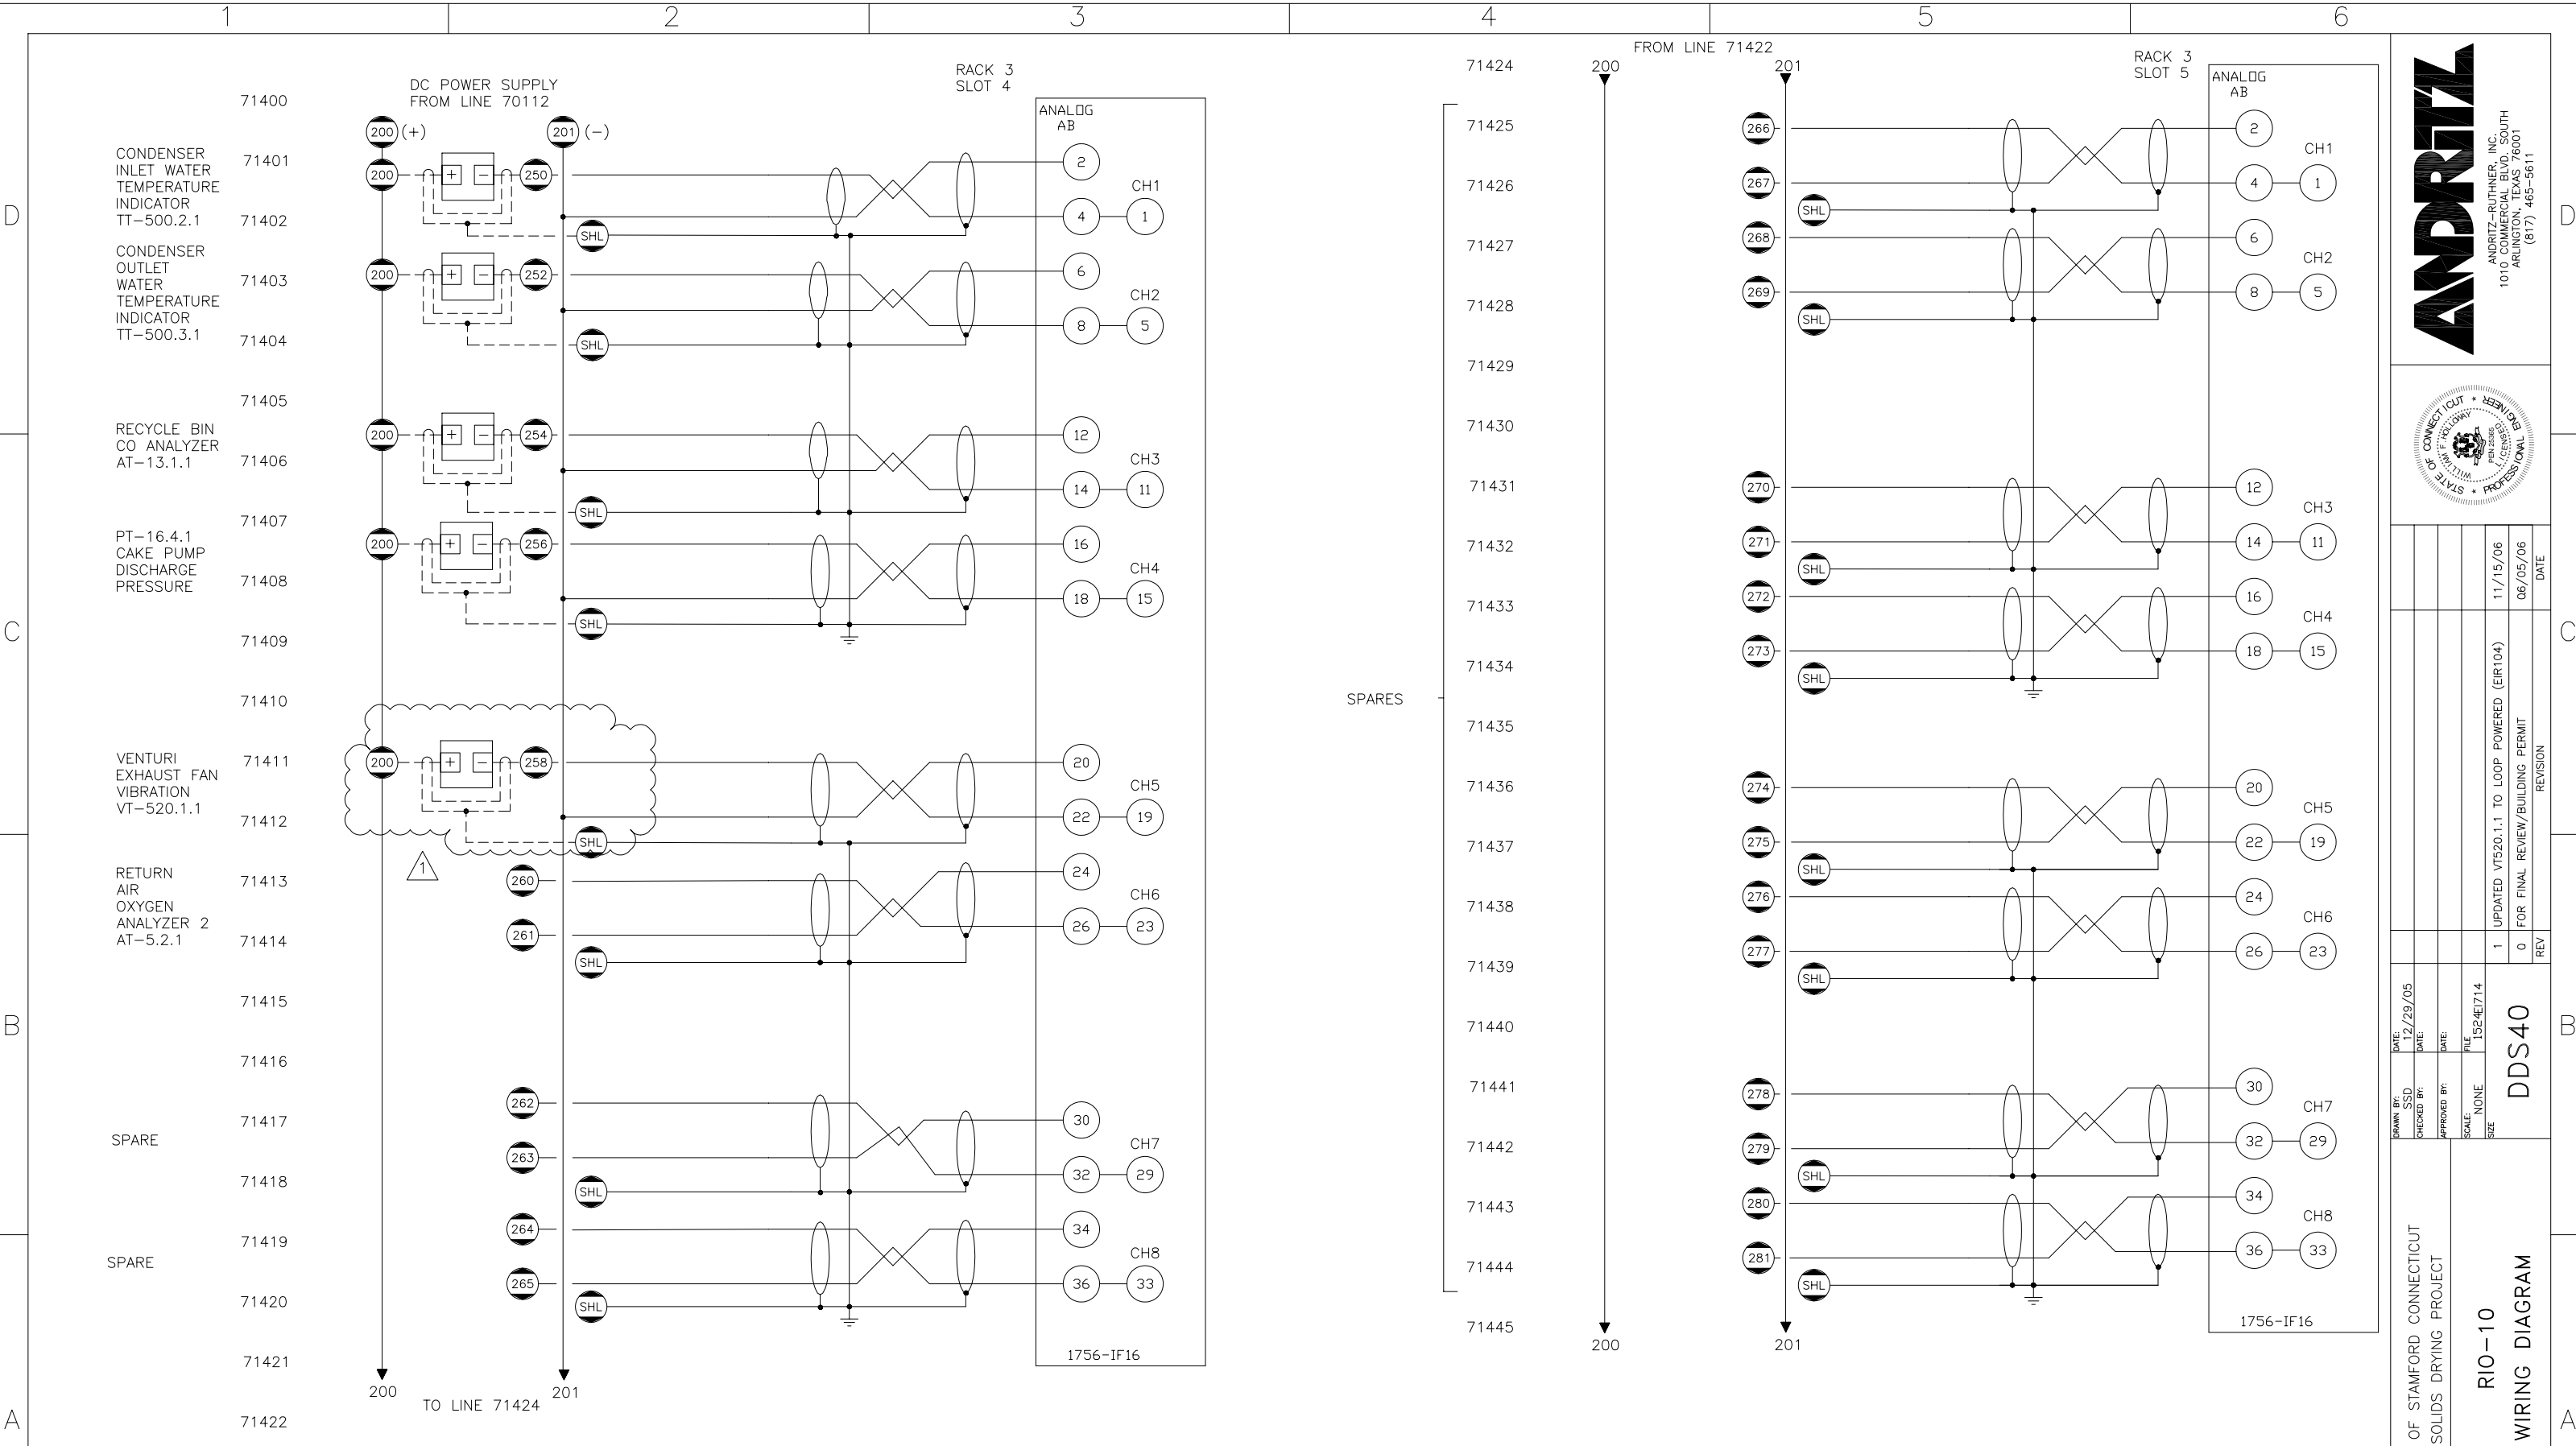 1 2 3 4 5 6
D
C
B
A
71400
DC POWER SUPPLY
FROM LINE 70112
RACK 3
SLOT 4
ANALOG
AB
200 (+)
201 (-)
CONDENSER
INLET WATER
TEMPERATURE
INDICATOR
TT-500.2.1
71401
200 + - 250
2
CH1
71402
SHL
4 1
CONDENSER
OUTLET
WATER
TEMPERATURE
INDICATOR
TT-500.3.1
71403
200 + - 252
6
CH2
8 5
71404
SHL
71405
RECYCLE BIN
CO ANALYZER
AT-13.1.1
200 + - 254
12
71406
CH3
14 11
SHL
71407
PT-16.4.1
CAKE PUMP
DISCHARGE
PRESSURE
200 + - 256
16
71408
CH4
18 15
SHL
71409
71410
VENTURI
EXHAUST FAN
VIBRATION
VT-520.1.1
71411
200 + - 258
20
CH5
71412
22 19
SHL
1
RETURN
AIR
OXYGEN
ANALYZER 2
AT-5.2.1
71413
260
24
CH6
261
26 23
71414
SHL
71415
71416
262
71417
30
SPARE
263
CH7
32 29
71418
SHL
264
34
71419
CH8
SPARE
265
36 33
71420
SHL
1756-IF16
71421
200 201
TO LINE 71424
71422
FROM LINE 71422
71424
200 201
RACK 3
SLOT 5
ANALOG
AB
71425
266
2
CH1
71426
267
4 1
SHL
268
6
71427
CH2
269
8 5
71428
SHL
71429
71430
71431
270
12
CH3
71432
271
14 11
SHL
272
16
71433
CH4
273
18 15
71434
SHL
SPARES
71435
71436
274
20
CH5
275
22 19
71437
SHL
276
24
71438
CH6
277
26 23
71439
SHL
71440
71441
278
30
CH7
71442
279
32 29
SHL
280
34
71443
CH8
281
36 33
71444
SHL
1756-IF16
71445
200 201
D
C
B
A
ANDRITZ
ANDRITZ-RUTHNER, INC.
1010 COMMERCIAL BLVD. SOUTH
ARLINGTON, TEXAS 76001
(817) 465-5611
STATE OF CONNECTICUT
WILLIAM F. HOLLOWAY
PEN 25365
LICENSED
PROFESSIONAL ENGINEER
1 UPDATED VT520.1.1 TO LOOP POWERED (EIR104) 11/15/06
0 FOR FINAL REVIEW/BUILDING PERMIT 06/05/06
REV REVISION DATE
DRAWN BY: SSD DATE: 12/29/05
CHECKED BY: DATE:
APPROVED BY: DATE:
SCALE: NONE FILE 1524E1714
SIZE
DDS40
OF STAMFORD CONNECTICUT
SOLIDS DRYING PROJECT
RIO-10
WIRING DIAGRAM